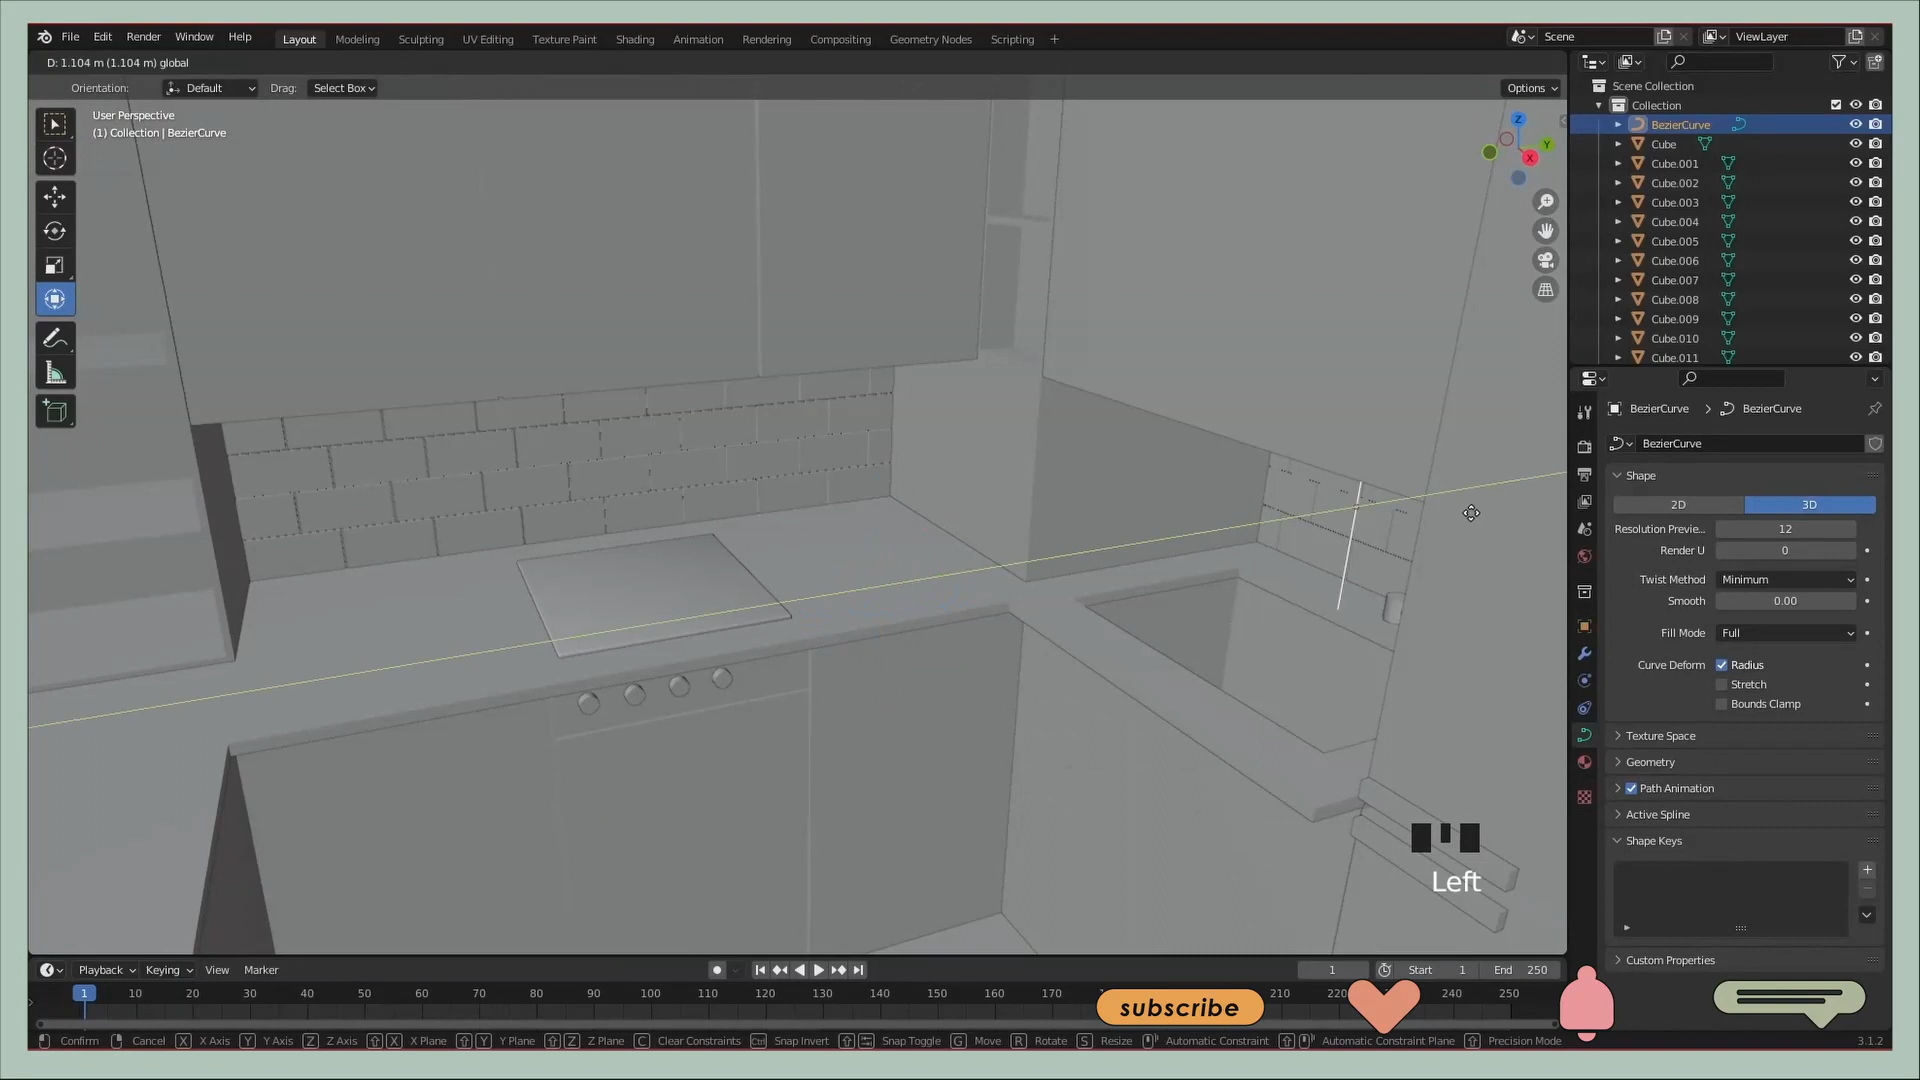 File Edit Render Window Help
Layout Modeling Sculpting UV Editing Texture Paint Shading Animation Rendering Compositing Geometry Nodes Scripting +
Scene
ViewLayer
D: 1.104 m (1.104 m) global
Orientation: Default Drag: Select Box
Options
User Perspective
(1) Collection | BezierCurve
Z
Y
X
Scene Collection
Collection
BezierCurve
Cube
Cube.001
Cube.002
Cube.003
Cube.004
Cube.005
Cube.006
Cube.007
Cube.008
Cube.009
Cube.010
Cube.011
BezierCurve > BezierCurve
BezierCurve
Shape
2D 3D
Resolution Previe... 12
Render U 0
Twist Method Minimum
Smooth 0.00
Fill Mode Full
Curve Deform Radius
Stretch
Bounds Clamp
Texture Space
Geometry
Path Animation
Active Spline
Shape Keys
Custom Properties
Left
Playback Keying View Marker
1 Start 1 End 250
1 10 20 30 40 50 60 70 80 90 100 110 120 130 140 150 160 170 210 240 250
subscribe
Confirm Cancel X X Axis Y Y Axis Z Z Axis X X Plane Y Y Plane Z Z Plane C Clear Constraints Ctrl Snap Invert Snap Toggle G Move R Rotate S Resize Automatic Constraint Automatic Constraint Plane Precision Mode
3.1.2